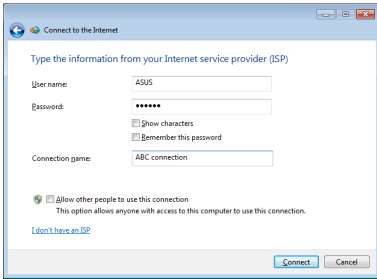 Connect to the Internet
Type the information from your Internet service provider (ISP)
User name: ASUS
Password: ••••••
Show characters
Remember this password
Connection name: ABC connection
Allow other people to use this connection
This option allows anyone with access to this computer to use this connection.
I don't have an ISP
Connect Cancel